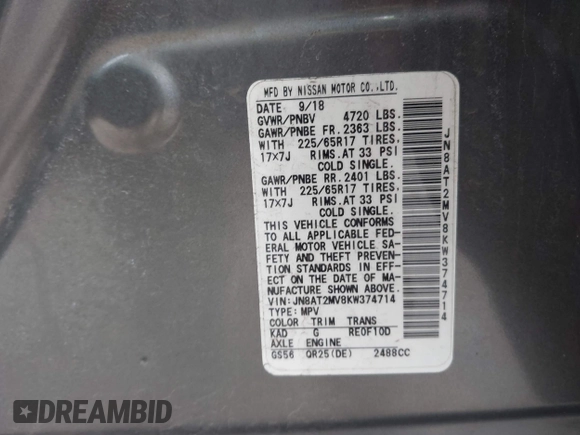 MFD BY NISSAN MOTOR CO.,LTD.
DATE 9/18
GVWR/PNBV 4720 LBS.
GAWR/PNBE FR. 2363 LBS.
WITH 225/65R17 TIRES.
17×7J RIMS.AT 33 PSI
COLD SINGLE.
GAWR/PNBE RR. 2401 LBS.
WITH 225/65R17 TIRES.
17×7J RIMS.AT 33 PSI
COLD SINGLE.
THIS VEHICLE CONFORMS
TO ALL APPLICABLE FED-
ERAL MOTOR VEHICLE SA-
FETY AND THEFT PREVEN-
TION STANDARDS IN EFF-
ECT ON THE DATE OF MA-
NUFACTURE SHOWN ABOVE.
VIN: JN8AT2MV8KW374714
TYPE: MPV
COLOR TRIM TRANS
KAD G RE0F10D
AXLE ENGINE
GS56 QR25(DE) 2488CC
JN8AT2MV8KW374714
DREAMBID